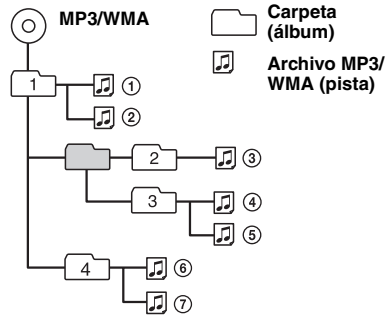 MP3/WMA
Carpeta
(álbum)
Archivo MP3/
WMA (pista)
1
①
②
2
③
3
④
⑤
4
⑥
⑦